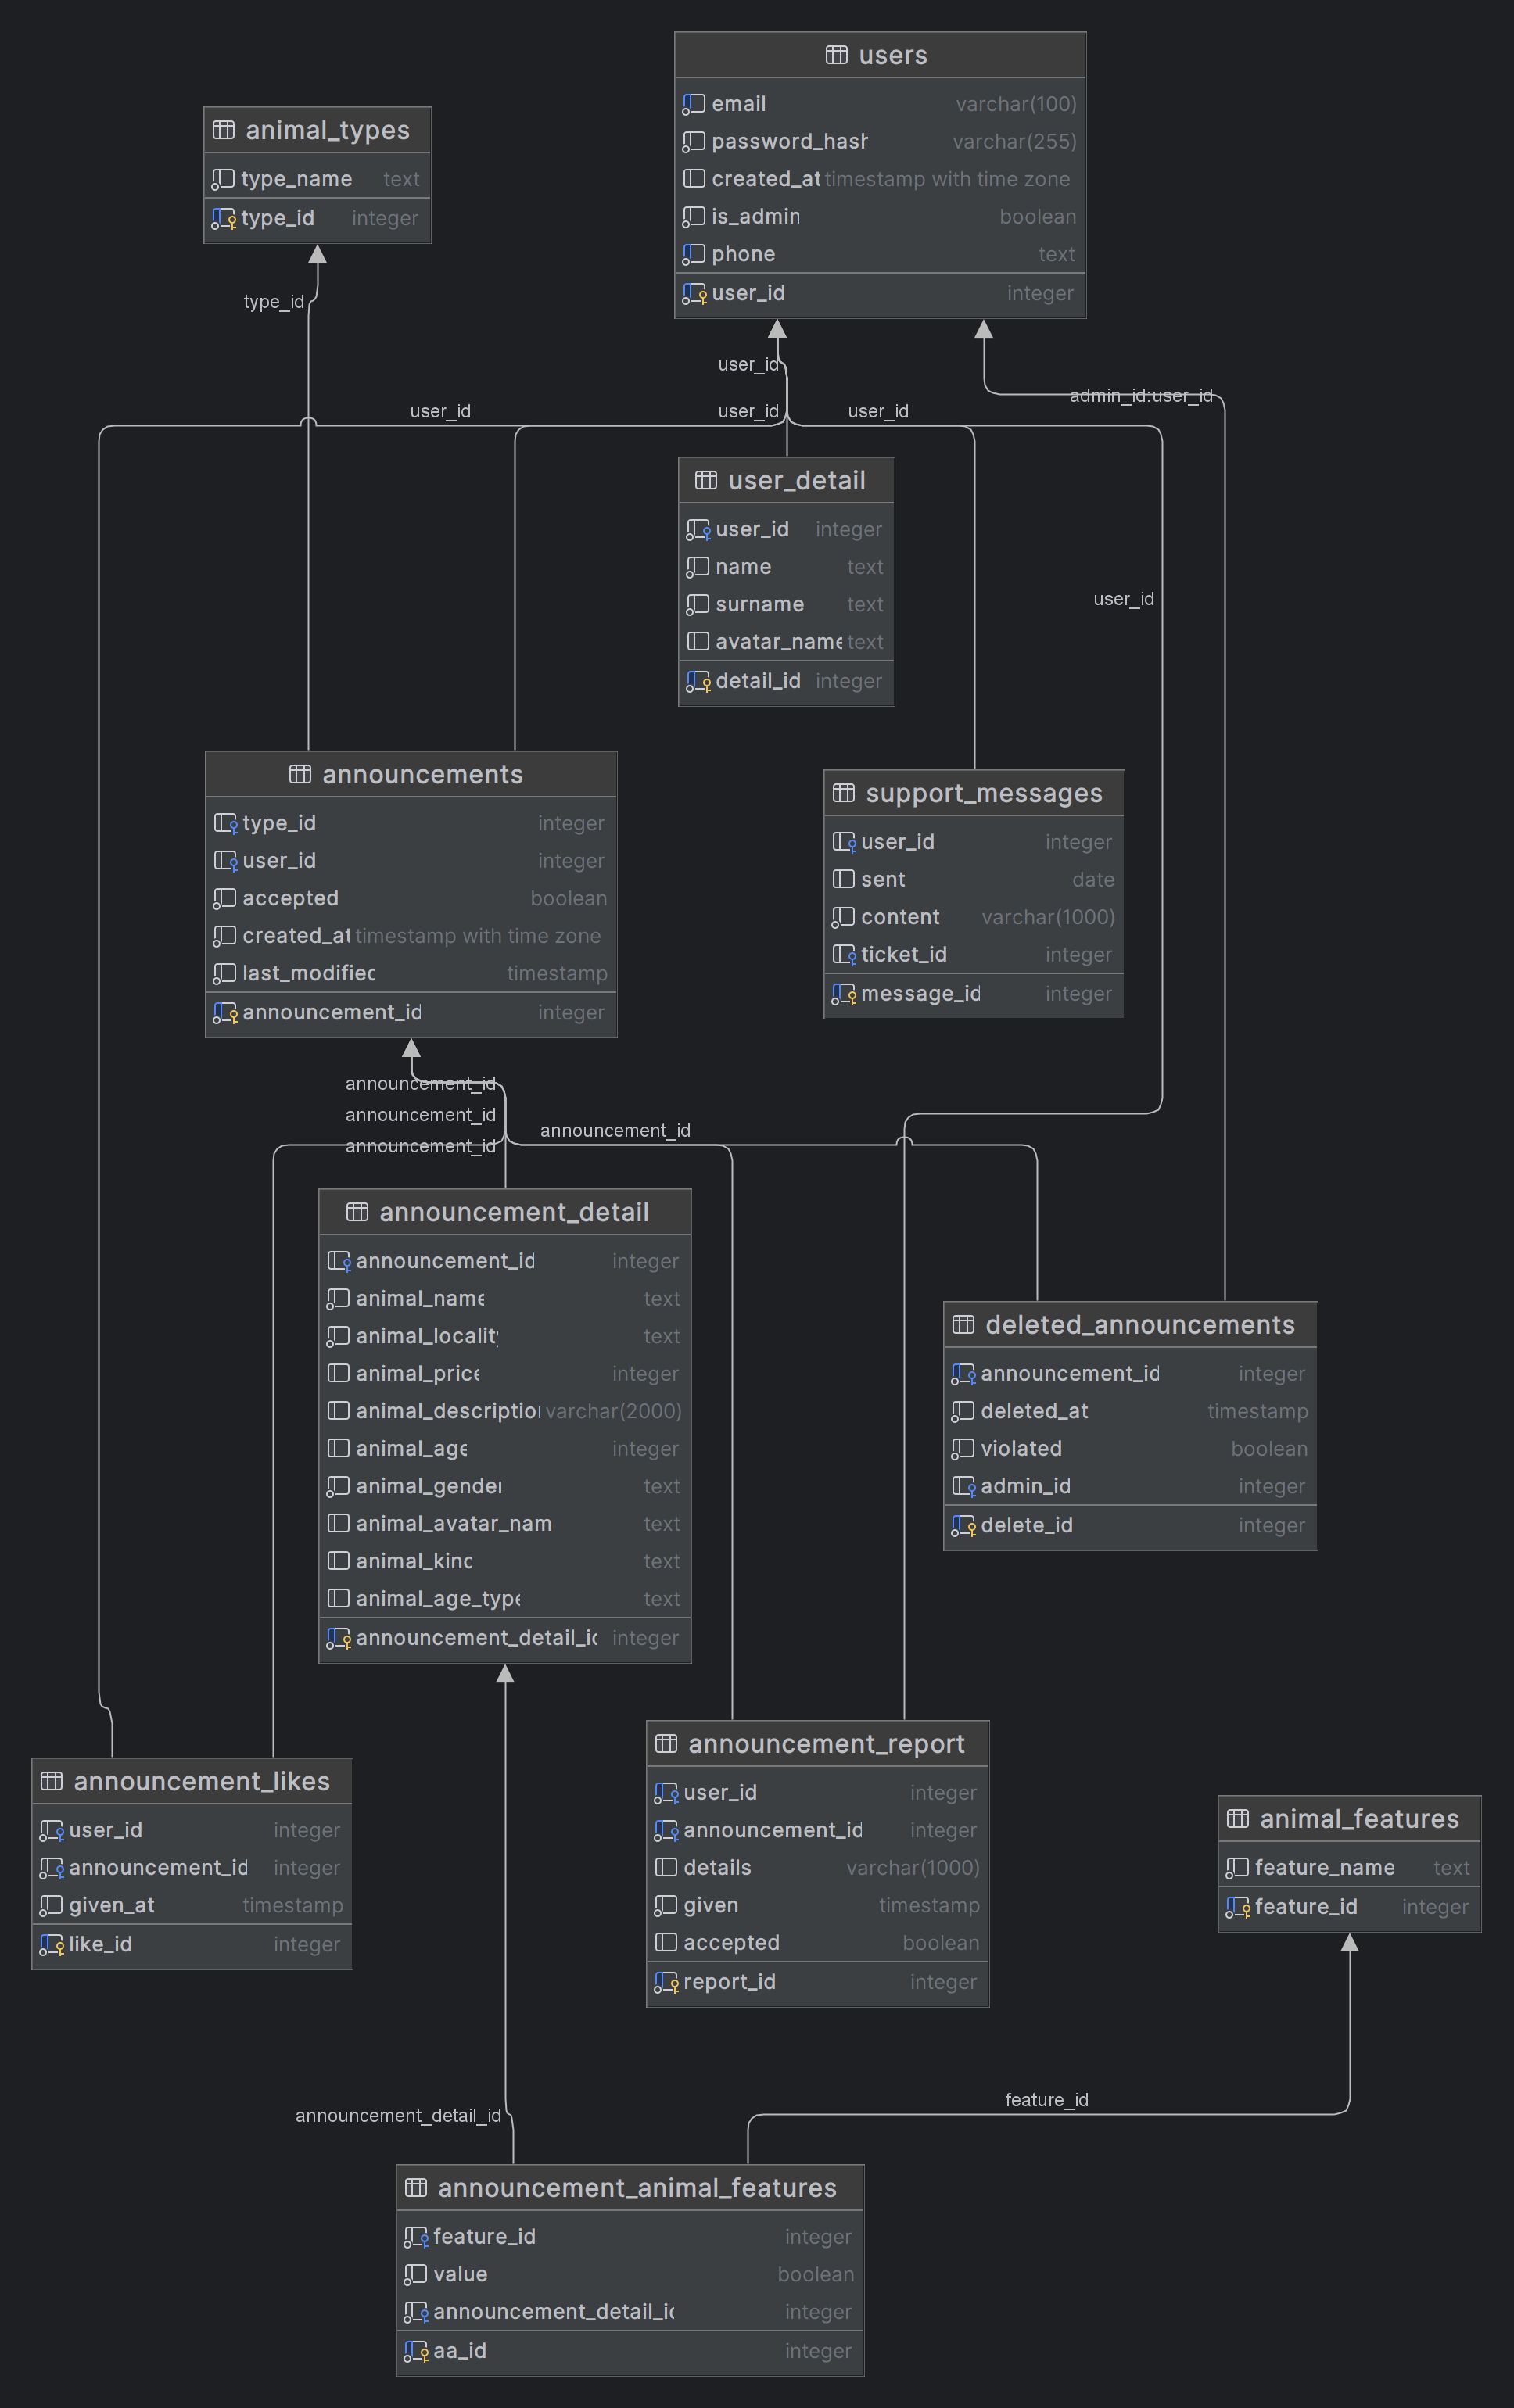 users
email varchar(100)
password_hash varchar(255)
created_at timestamp with time zone
is_admin boolean
phone text
user_id integer
animal_types
type_name text
type_id integer
type_id
user_id
user_id
user_id
user_id
admin_id:user_id
user_detail
user_id integer
name text
surname text
avatar_name text
detail_id integer
user_id
announcements
type_id integer
user_id integer
accepted boolean
created_at timestamp with time zone
last_modified timestamp
announcement_id integer
support_messages
user_id integer
sent date
content varchar(1000)
ticket_id integer
message_id integer
announcement_id
announcement_id
announcement_id
announcement_id
announcement_detail
announcement_id integer
animal_name text
animal_locality text
animal_price integer
animal_description varchar(2000)
animal_age integer
animal_gender text
animal_avatar_nam text
animal_kind text
animal_age_type text
announcement_detail_id integer
deleted_announcements
announcement_id integer
deleted_at timestamp
violated boolean
admin_id integer
delete_id integer
announcement_likes
user_id integer
announcement_id integer
given_at timestamp
like_id integer
announcement_report
user_id integer
announcement_id integer
details varchar(1000)
given timestamp
accepted boolean
report_id integer
animal_features
feature_name text
feature_id integer
announcement_detail_id
feature_id
announcement_animal_features
feature_id integer
value boolean
announcement_detail_id integer
aa_id integer